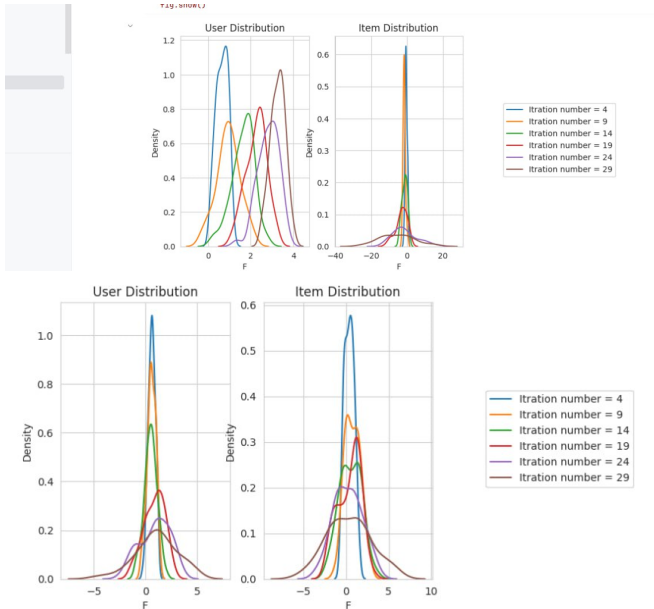 fig.show()
User Distribution
Item Distribution
1.2
1.0
0.8
0.6
0.4
0.2
0.0
Density
0
2
4
F
0.6
0.5
0.4
0.3
0.2
0.1
0.0
Density
−40
−20
0
20
F
Itration number = 4
Itration number = 9
Itration number = 14
Itration number = 19
Itration number = 24
Itration number = 29
User Distribution
Item Distribution
1.0
0.8
0.6
0.4
0.2
0.0
Density
−5
0
5
F
0.6
0.5
0.4
0.3
0.2
0.1
0.0
Density
−5
0
5
10
F
Itration number = 4
Itration number = 9
Itration number = 14
Itration number = 19
Itration number = 24
Itration number = 29